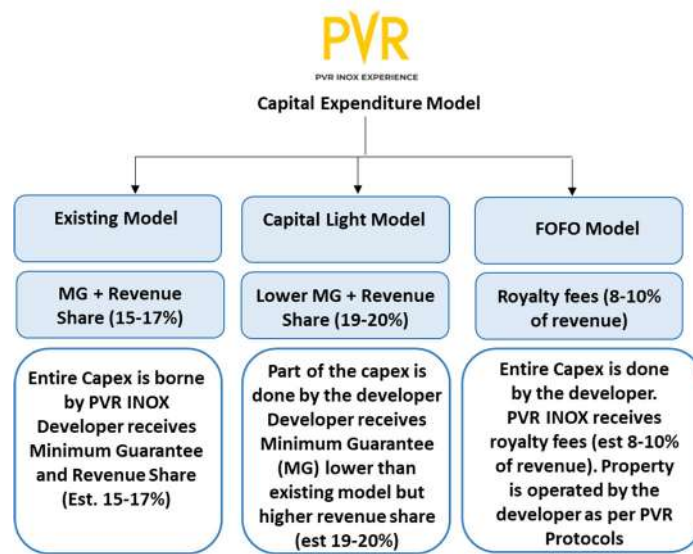 PVR
PVR INOX EXPERIENCE
Capital Expenditure Model
Existing Model
MG + Revenue
Share (15-17%)
Entire Capex is borne
by PVR INOX
Developer receives
Minimum Guarantee
and Revenue Share
(Est. 15-17%)
Capital Light Model
Lower MG + Revenue
Share (19-20%)
Part of the capex is
done by the developer
Developer receives
Minimum Guarantee
(MG) lower than
existing model but
higher revenue share
(est 19-20%)
FOFO Model
Royalty fees (8-10%
of revenue)
Entire Capex is done
by the developer.
PVR INOX receives
royalty fees (est 8-10%
of revenue). Property
is operated by the
developer as per PVR
Protocols